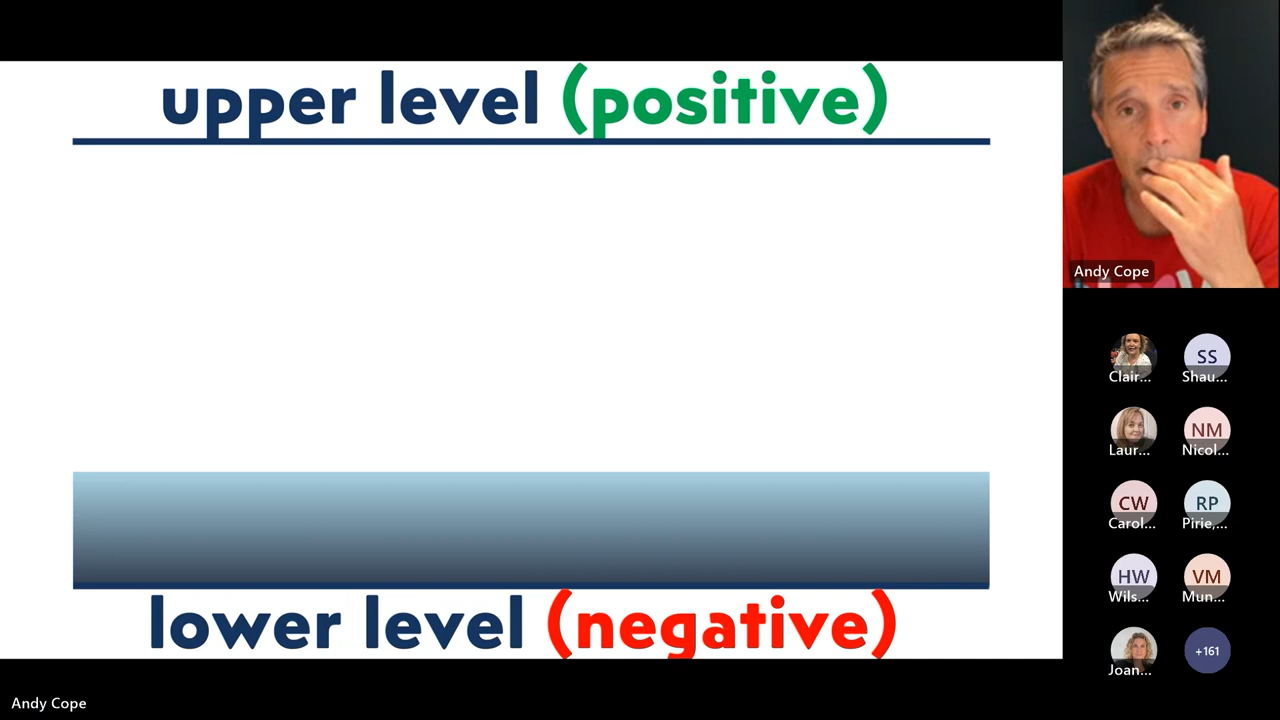 upper level (positive)
lower level (negative)
Andy Cope
Clair...
SS
Shau...
Laur...
NM
Nicol...
CW
Carol...
RP
Pirie,...
HW
Wils...
VM
Mun...
Joan...
+161
Andy Cope